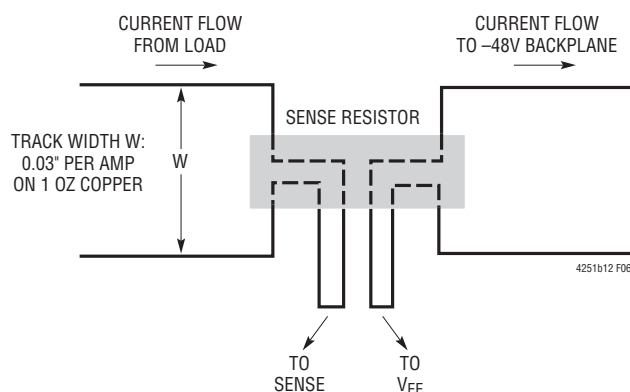 CURRENT FLOW
FROM LOAD
CURRENT FLOW
TO –48V BACKPLANE
SENSE RESISTOR
TRACK WIDTH W:
0.03" PER AMP
ON 1 OZ COPPER
W
4251b12 F06
TO
SENSE
TO
VEE